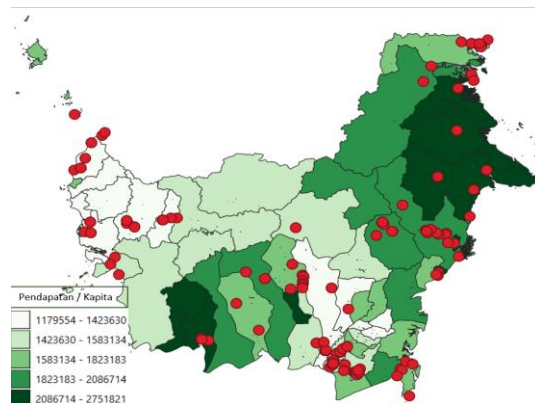 Pendapatan / Kapita
1179554 - 1423630
1423630 - 1583134
1583134 - 1823183
1823183 - 2086714
2086714 - 2751821